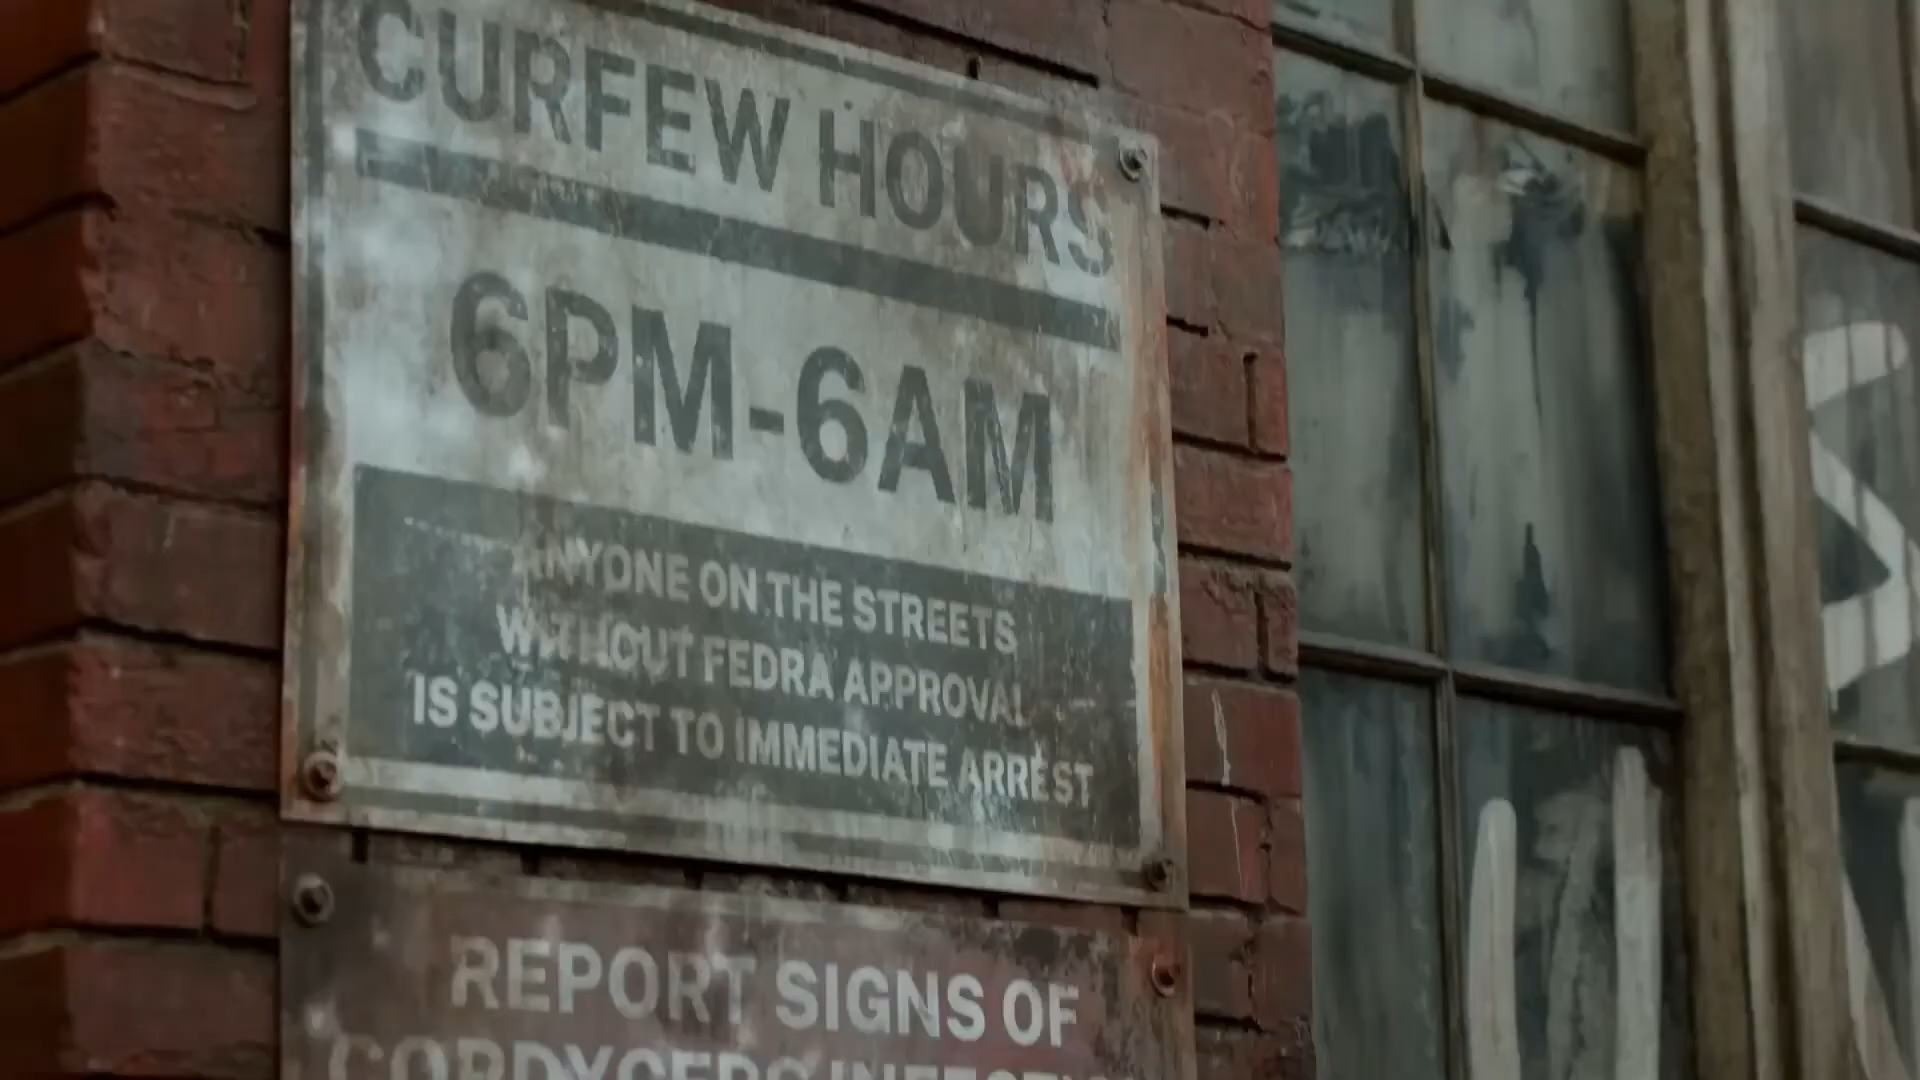 CURFEW HOURS
6PM-6AM
ANYONE ON THE STREETS
WITHOUT FEDRA APPROVAL
IS SUBJECT TO IMMEDIATE ARREST
REPORT SIGNS OF
CORDYCEPS